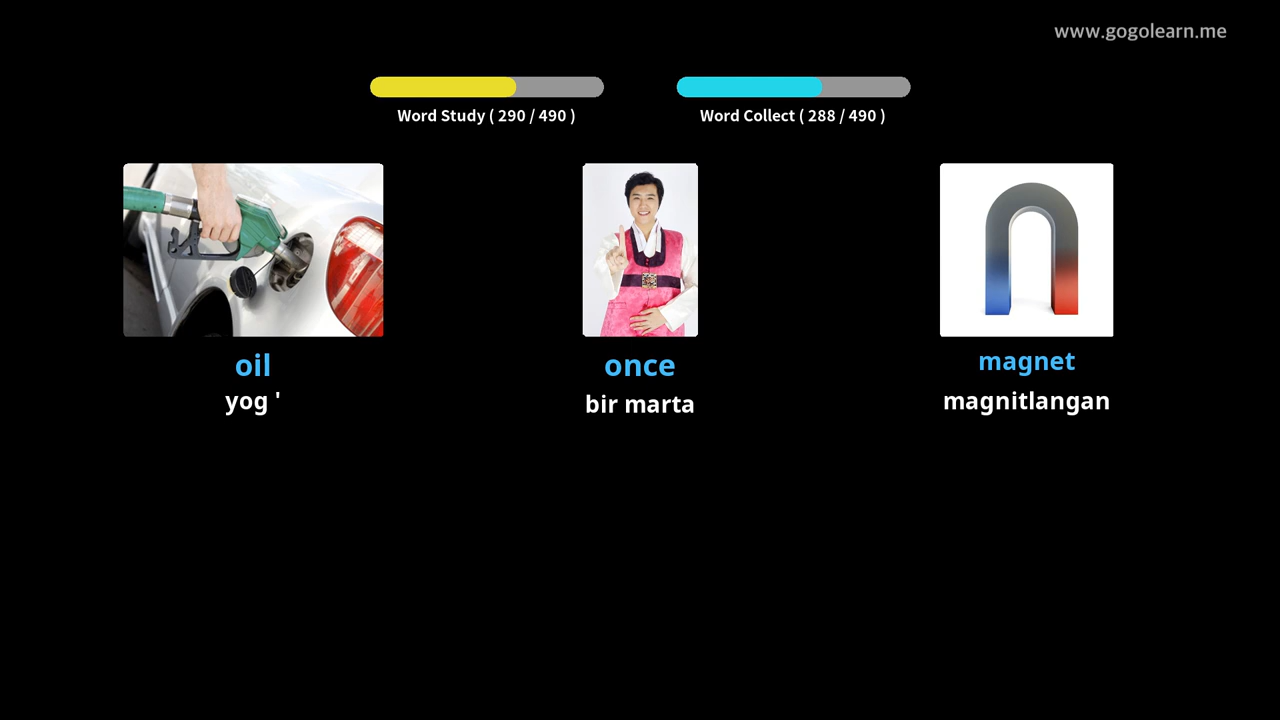 www.gogolearn.me
Word Study ( 290 / 490 )
Word Collect ( 288 / 490 )
oil
yog '
once
bir marta
magnet
magnitlangan